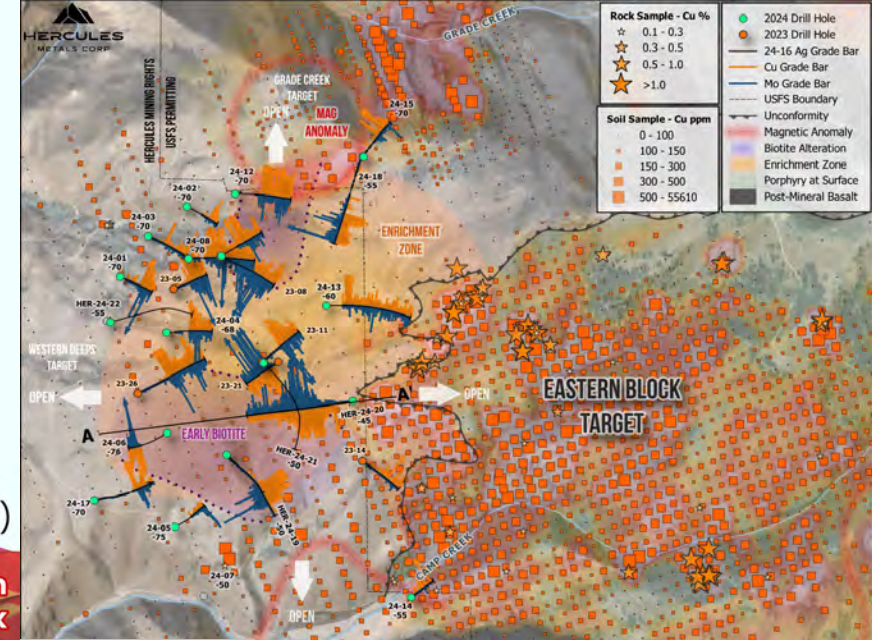 HERCULES
METALS CORP
HERCULES MINING RIGHTS
USFS PERMITTING
GRADE CREEK
GRADE CREEK
TARGET
OPEN
MAG
ANOMALY
24-15
-70
24-18
-55
24-12
-70
24-02
-70
24-03
-70
24-08
-70
24-01
-70
23-05
23-08
HER-24-22
-55
24-04
-68
24-13
-60
23-11
ENRICHMENT
ZONE
WESTERN DEEPS
TARGET
OPEN
23-26
23-21
A
A'
OPEN
EASTERN BLOCK
TARGET
HER-24-20
-45
EARLY BIOTITE
24-06
-76
HER-24-21
-50
23-14
24-17
-70
24-05
-75
HER-24-19
-50
24-07
-50
OPEN
CAMP CREEK
24-14
-55
Rock Sample - Cu %
0.1 - 0.3
0.3 - 0.5
0.5 - 1.0
>1.0
Soil Sample - Cu ppm
0 - 100
100 - 150
150 - 300
300 - 500
500 - 55610
2024 Drill Hole
2023 Drill Hole
24-16 Ag Grade Bar
Cu Grade Bar
Mo Grade Bar
USFS Boundary
Unconformity
Magnetic Anomaly
Biotite Alteration
Enrichment Zone
Porphyry at Surface
Post-Mineral Basalt
)
n
x